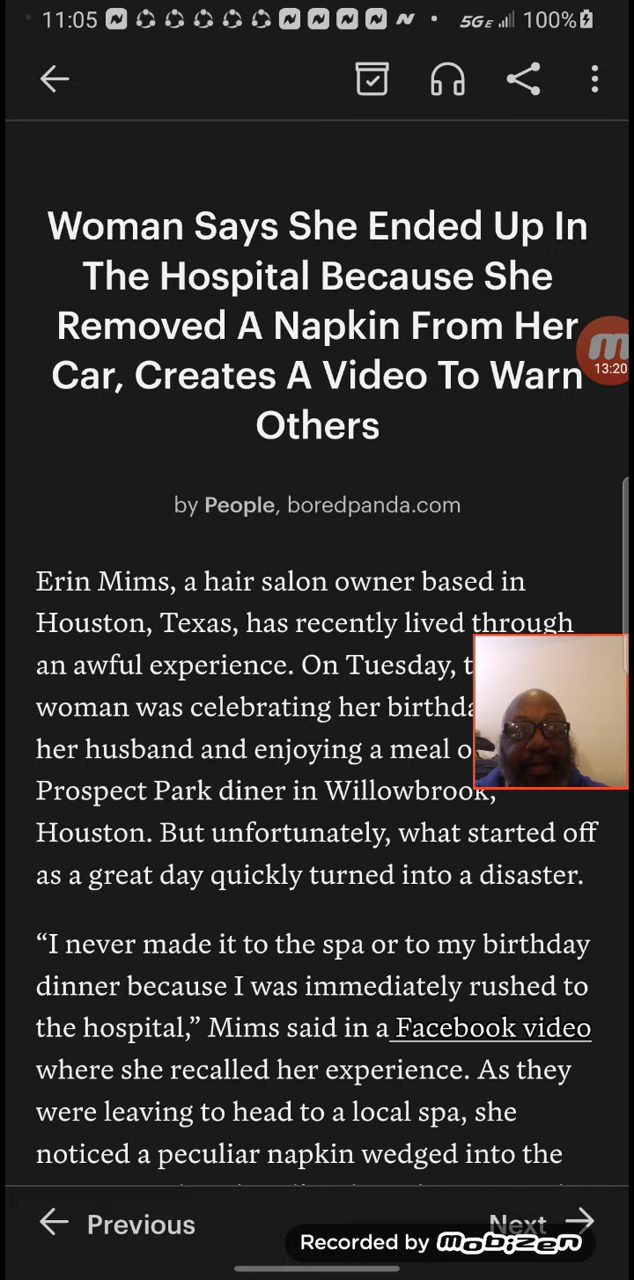 11:05
5GE 100%
Woman Says She Ended Up In
The Hospital Because She
Removed A Napkin From Her
Car, Creates A Video To Warn
Others
13:20
by People, boredpanda.com
Erin Mims, a hair salon owner based in
Houston, Texas, has recently lived through
an awful experience. On Tuesday, t
woman was celebrating her birthda
her husband and enjoying a meal o
Prospect Park diner in Willowbrook,
Houston. But unfortunately, what started off
as a great day quickly turned into a disaster.
“I never made it to the spa or to my birthday
dinner because I was immediately rushed to
the hospital,” Mims said in a Facebook video
where she recalled her experience. As they
were leaving to head to a local spa, she
noticed a peculiar napkin wedged into the
Previous Next
Recorded by mobizen